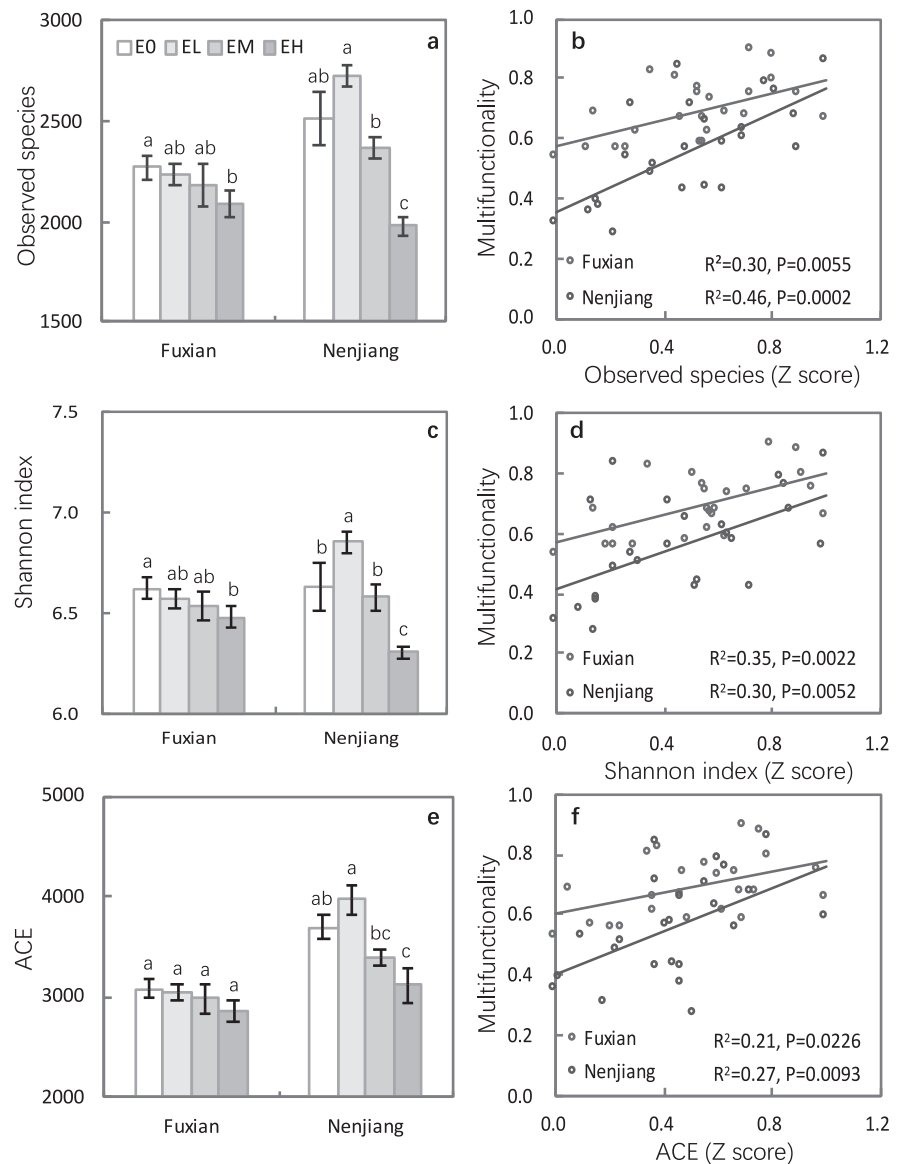 3000
2500
2000
1500
Observed species
E0 EL EM EH
a
a ab ab b
ab a b c
Fuxian Nenjiang
1.0
0.8
0.6
0.4
0.2
0.0
Multifunctionality
b
Fuxian R²=0.30, P=0.0055
Nenjiang R²=0.46, P=0.0002
0.0 0.4 0.8 1.2
Observed species (Z score)
7.5
7.0
6.5
6.0
Shannon index
c
a ab ab b
b a b c
Fuxian Nenjiang
1.0
0.8
0.6
0.4
0.2
0.0
Multifunctionality
d
Fuxian R²=0.35, P=0.0022
Nenjiang R²=0.30, P=0.0052
0.0 0.4 0.8 1.2
Shannon index (Z score)
5000
4000
3000
2000
ACE
e
a a a a
ab a bc c
Fuxian Nenjiang
1.0
0.8
0.6
0.4
0.2
0.0
Multifunctionality
f
Fuxian R²=0.21, P=0.0226
Nenjiang R²=0.27, P=0.0093
0.0 0.4 0.8 1.2
ACE (Z score)